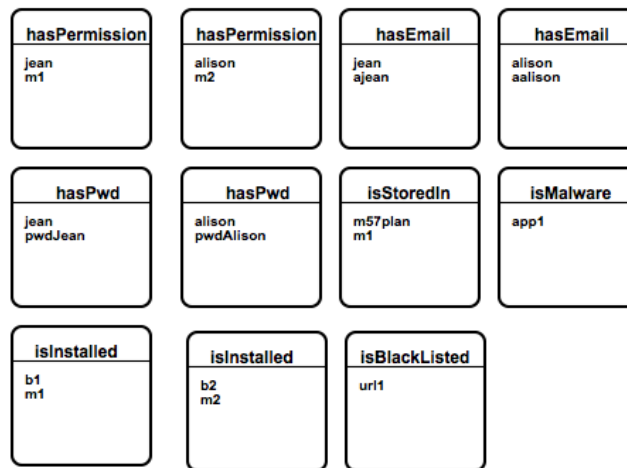 hasPermission
jean
m1
hasPermission
alison
m2
hasEmail
jean
ajean
hasEmail
alison
aalison
hasPwd
jean
pwdJean
hasPwd
alison
pwdAlison
isStoredIn
m57plan
m1
isMalware
app1
isInstalled
b1
m1
isInstalled
b2
m2
isBlackListed
url1